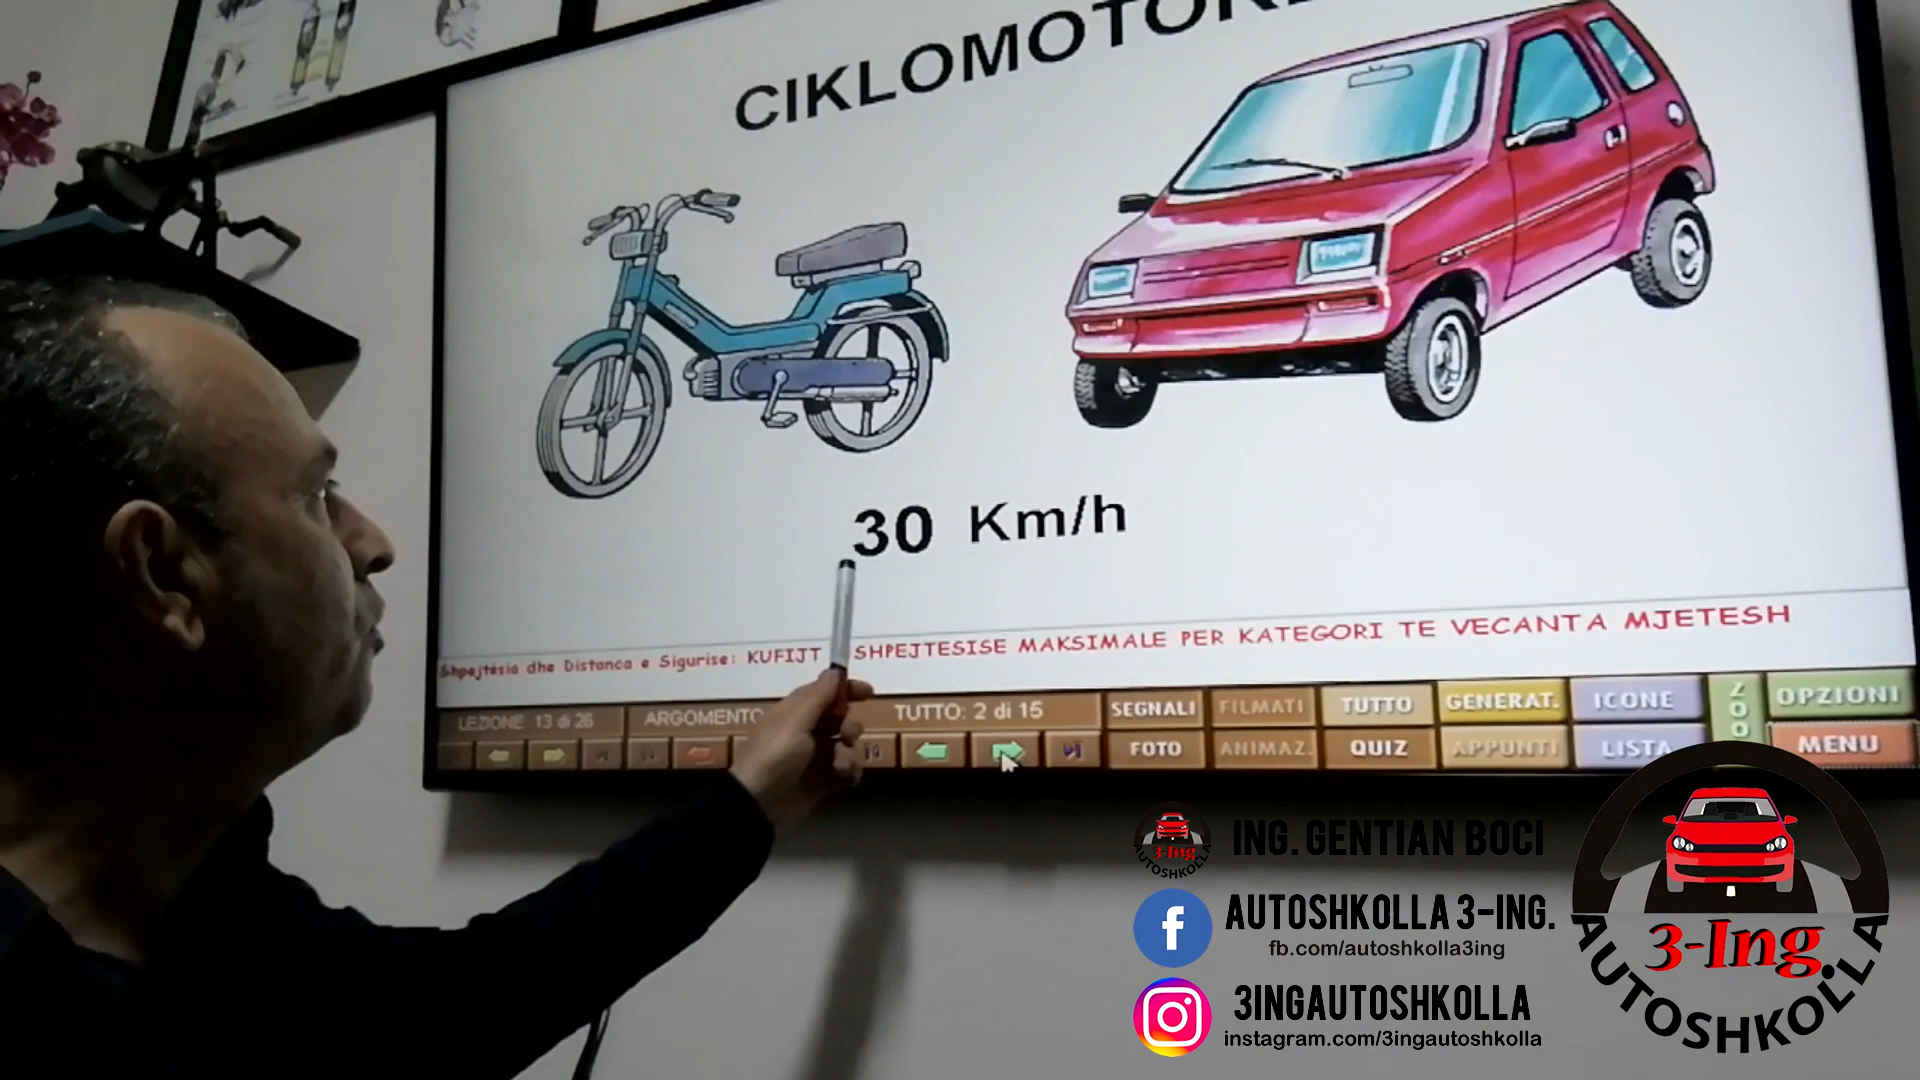 CIKLOMOTOR
30 Km/h
Shpejtësia dhe Distanca e Sigurise: KUFIJT SHPEJTESISE MAKSIMALE PER KATEGORI TE VECANTA MJETESH
LEZIONE 13 di 26
ARGOMENTO
TUTTO: 2 di 15
SEGNALI
FILMATI
TUTTO
GENERAT.
ICONE
ZOO
OPZIONI
FOTO
ANIMAZ.
QUIZ
APPUNTI
LISTA
MENU
3-Ing
AUTOSHKOLLA
ING. GENTIAN BOCI
AUTOSHKOLLA 3-ING.
fb.com/autoshkolla3ing
3INGAUTOSHKOLLA
instagram.com/3ingautoshkolla
3-Ing.
AUTOSHKOLLA